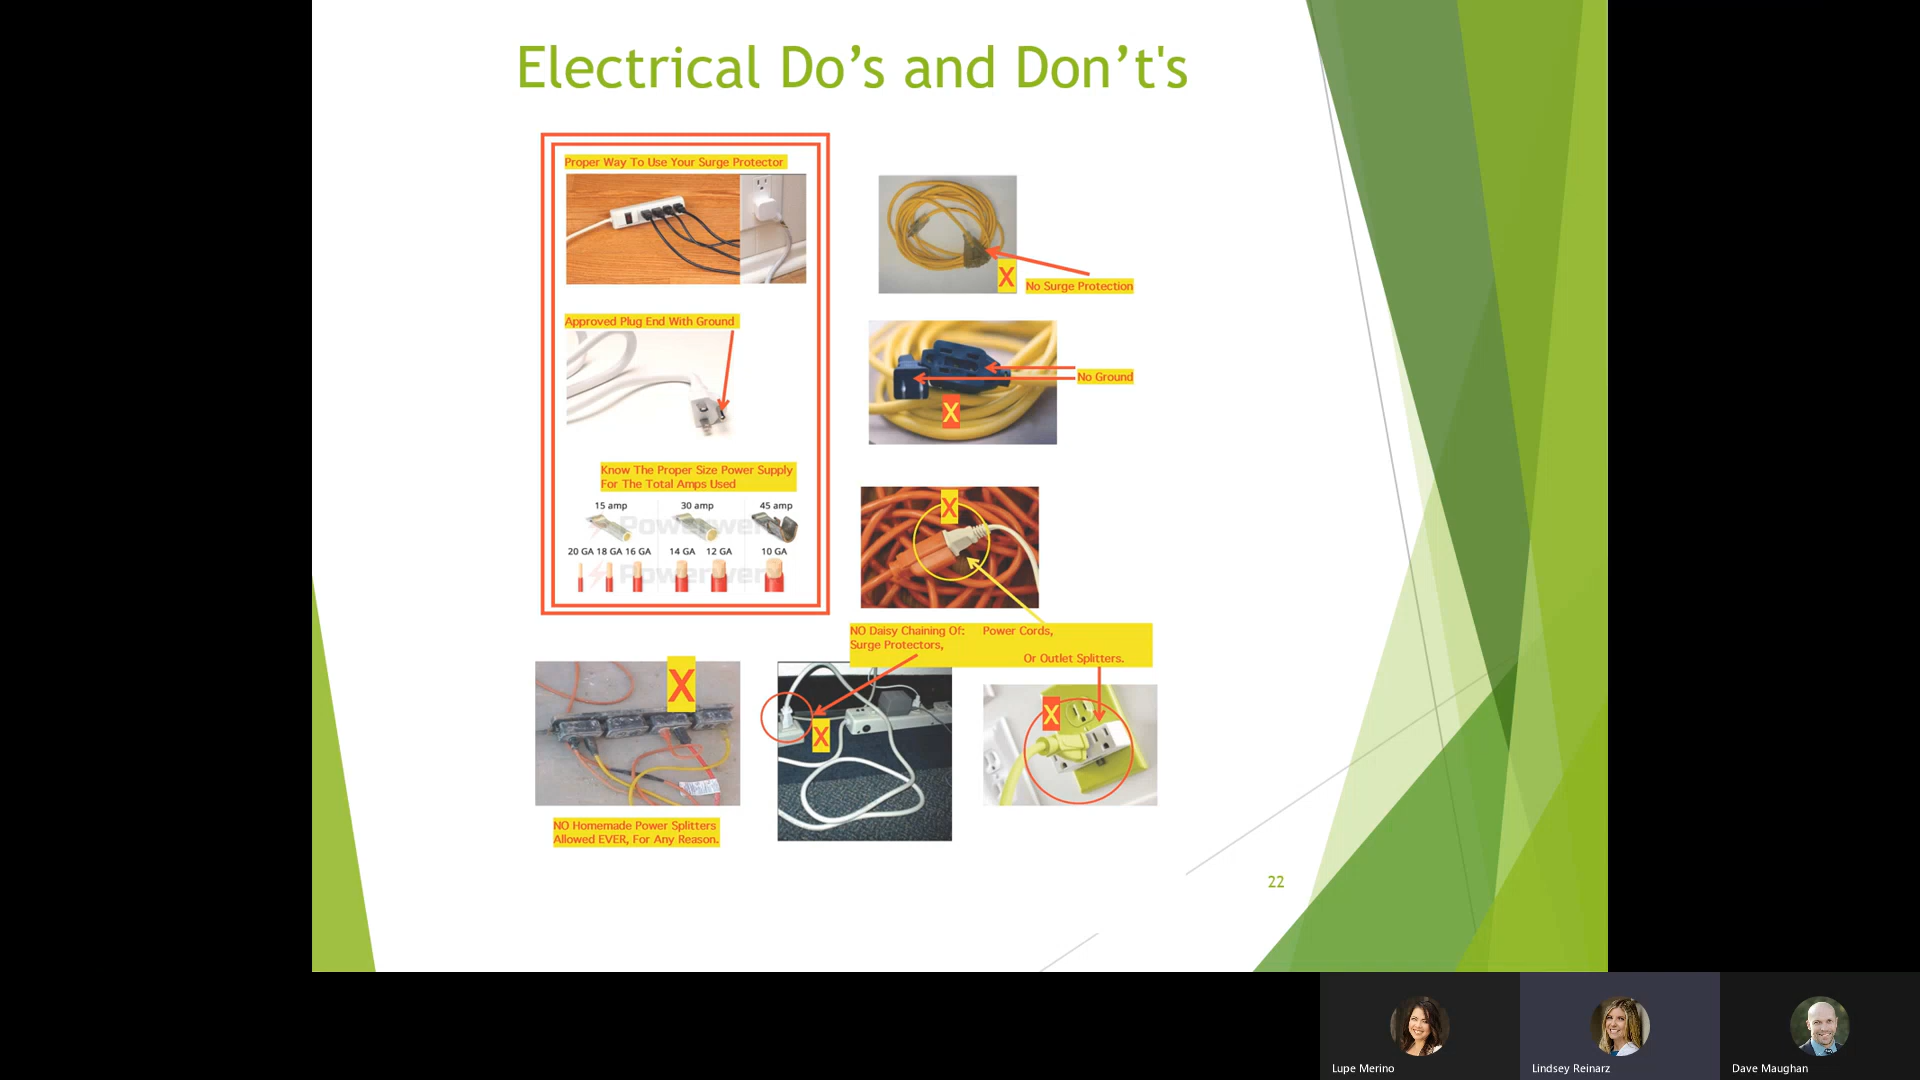 Electrical Do’s and Don’t's
Proper Way To Use Your Surge Protector
Approved Plug End With Ground
Know The Proper Size Power Supply
For The Total Amps Used
15 amp 30 amp 45 amp
20 GA 18 GA 16 GA 14 GA 12 GA 10 GA
X
No Surge Protection
No Ground
X
X
NO Daisy Chaining Of: Power Cords,
Surge Protectors,
Or Outlet Splitters.
X
X
X
NO Homemade Power Splitters
Allowed EVER, For Any Reason.
22
Lupe Merino
Lindsey Reinarz
Dave Maughan